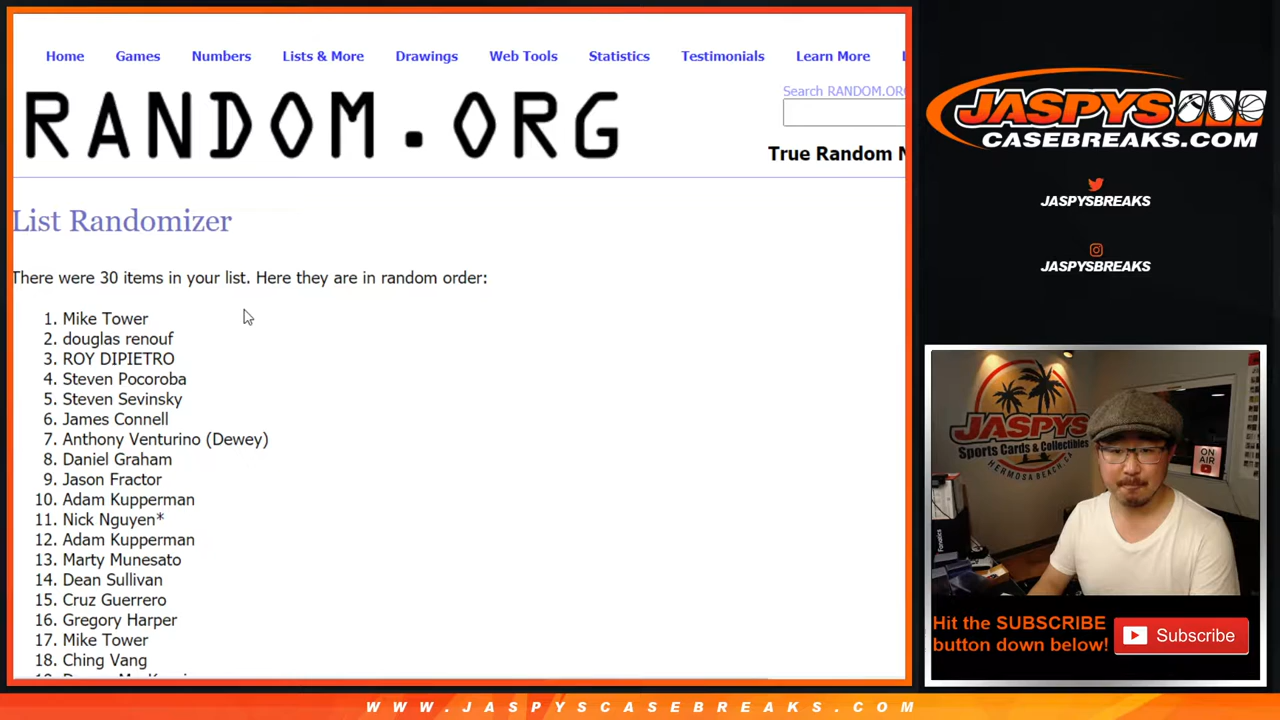 Home Games Numbers Lists & More Drawings Web Tools Statistics Testimonials Learn More
RANDOM.ORG
Search RANDOM.ORG
True Random
List Randomizer
There were 30 items in your list. Here they are in random order:
1. Mike Tower
2. douglas renouf
3. ROY DIPIETRO
4. Steven Pocoroba
5. Steven Sevinsky
6. James Connell
7. Anthony Venturino (Dewey)
8. Daniel Graham
9. Jason Fractor
10. Adam Kupperman
11. Nick Nguyen*
12. Adam Kupperman
13. Marty Munesato
14. Dean Sullivan
15. Cruz Guerrero
16. Gregory Harper
17. Mike Tower
18. Ching Vang
JASPYS
CASEBREAKS.COM
JASPYSBREAKS
JASPYSBREAKS
JASPYS
Sports Cards & Collectibles
HERMOSA BEACH, CA
ON AIR
Hit the SUBSCRIBE
button down below!
Subscribe
WWW.JASPYSCASEBREAKS.COM